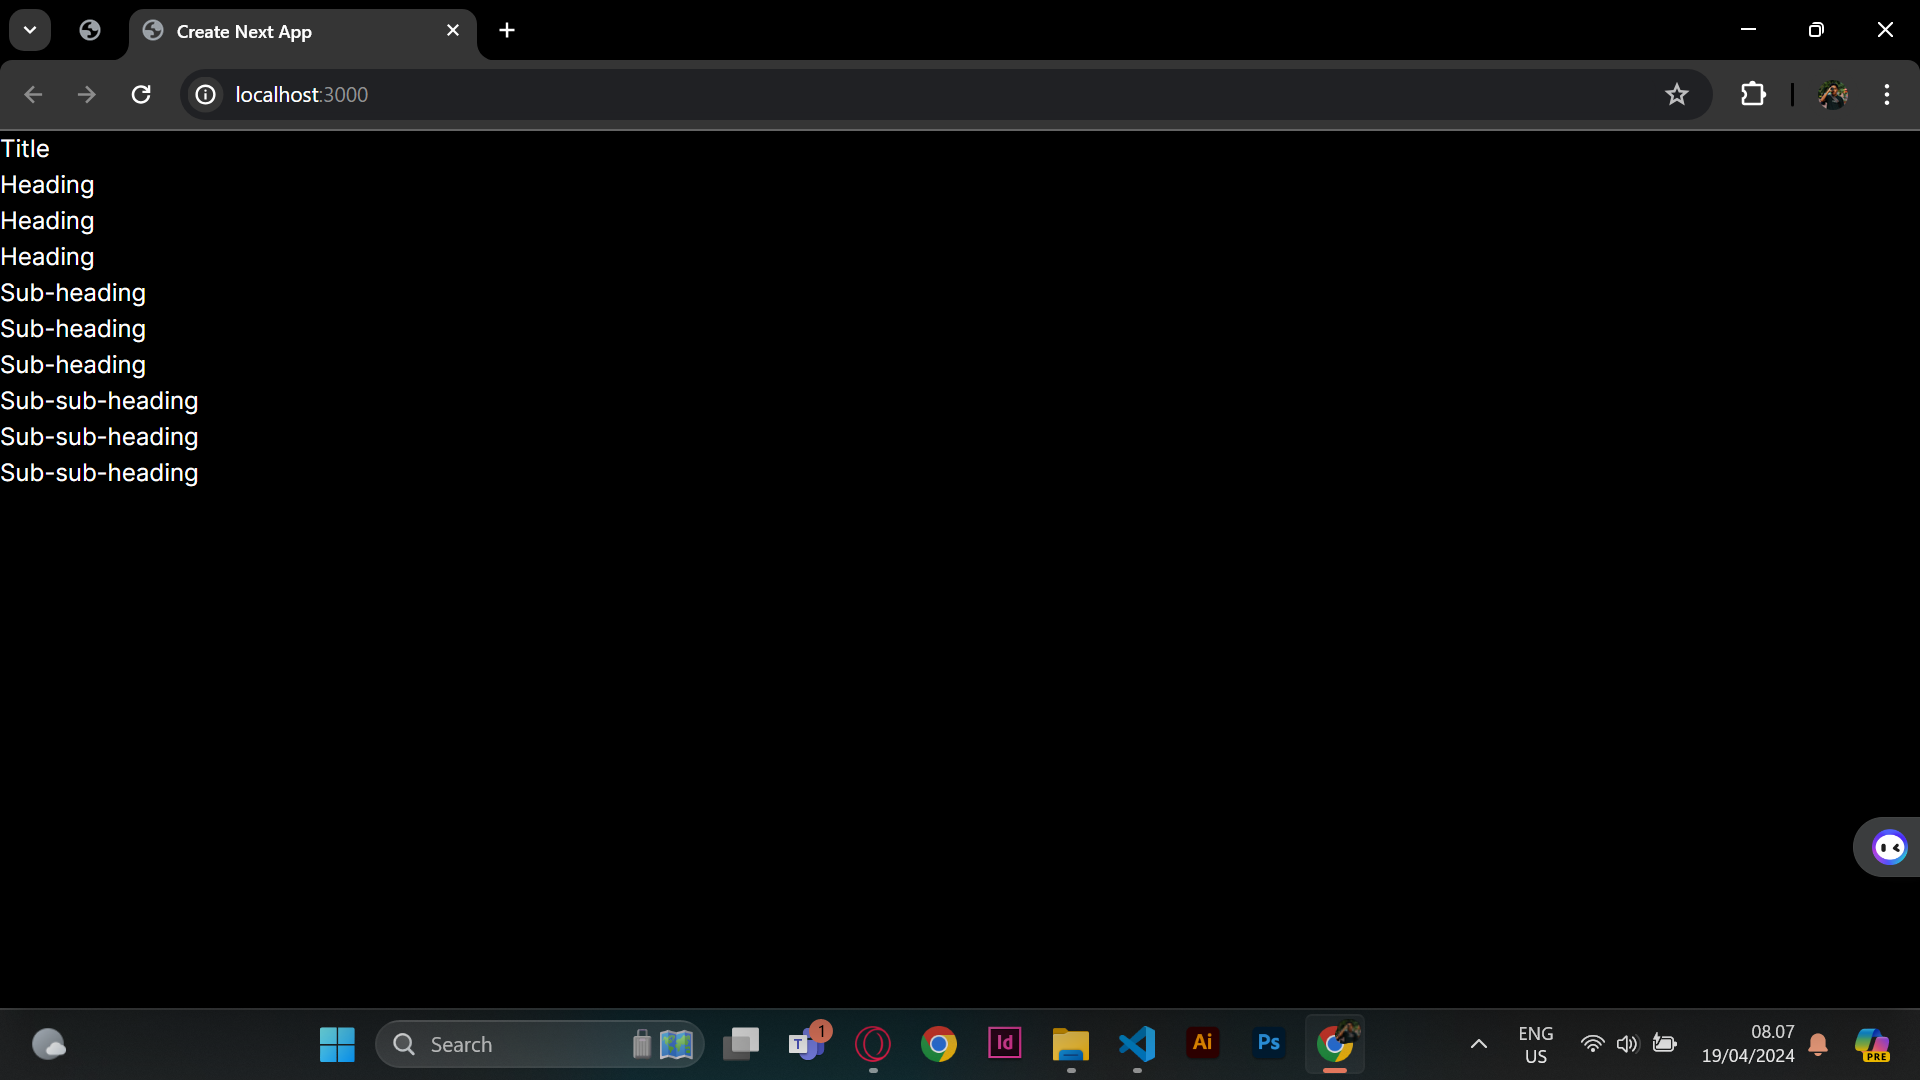 Create Next App
localhost:3000
Title
Heading
Heading
Heading
Sub-heading
Sub-heading
Sub-heading
Sub-sub-heading
Sub-sub-heading
Sub-sub-heading
Search
T
1
Id
Ai
Ps
ENG
US
08.07
19/04/2024
PRE